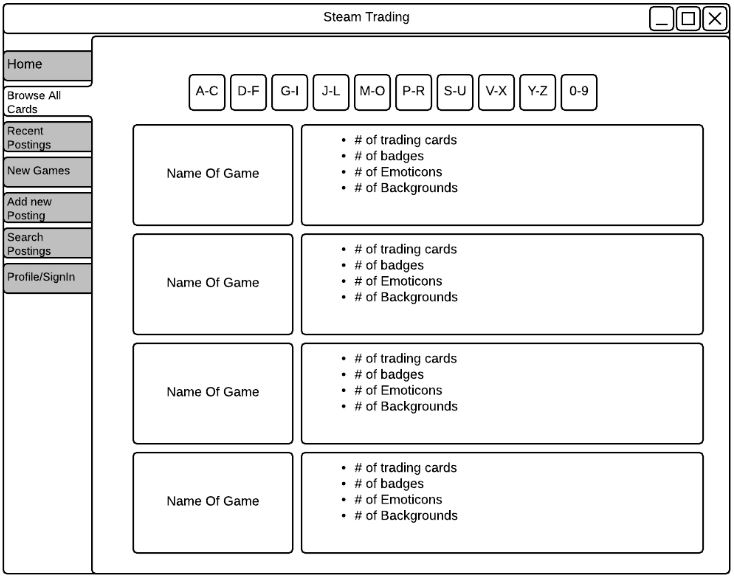 Steam Trading
Home
Browse All
Cards
Recent
Postings
New Games
Add new
Posting
Search
Postings
Profile/SignIn
A-C D-F G-I J-L M-O P-R S-U V-X Y-Z 0-9
Name Of Game
• # of trading cards
• # of badges
• # of Emoticons
• # of Backgrounds
Name Of Game
• # of trading cards
• # of badges
• # of Emoticons
• # of Backgrounds
Name Of Game
• # of trading cards
• # of badges
• # of Emoticons
• # of Backgrounds
Name Of Game
• # of trading cards
• # of badges
• # of Emoticons
• # of Backgrounds